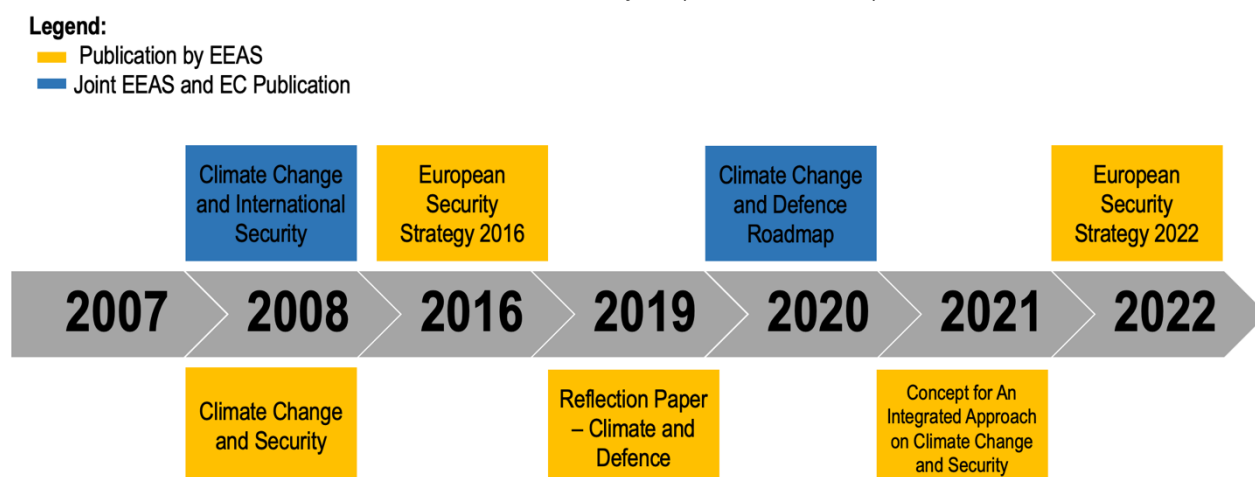 Legend:
Publication by EEAS
Joint EEAS and EC Publication
Climate Change
and International
Security
European
Security
Strategy 2016
Climate Change
and Defence
Roadmap
European
Security
Strategy 2022
2007
2008
2016
2019
2020
2021
2022
Climate Change
and Security
Reflection Paper
– Climate and
Defence
Concept for An
Integrated Approach
on Climate Change
and Security